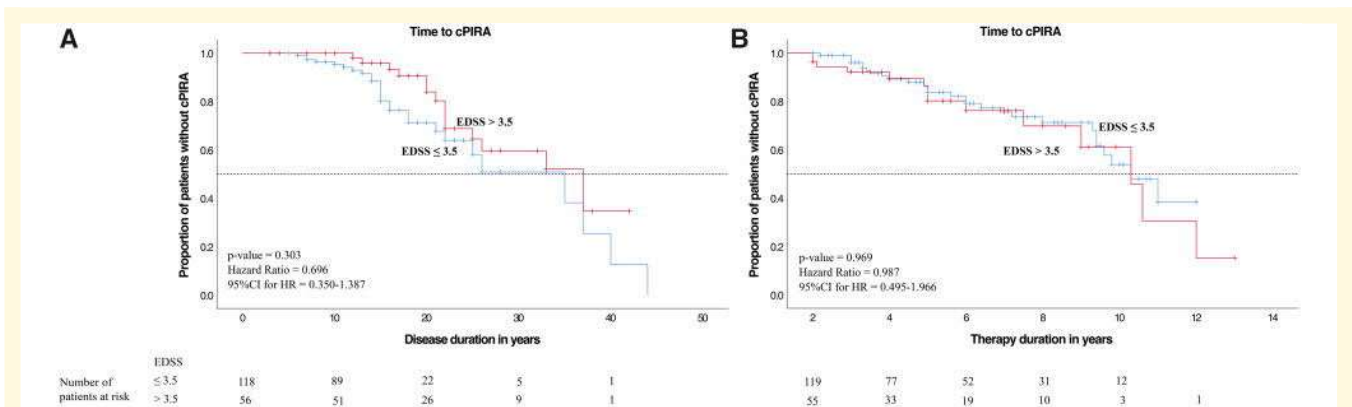 A
Time to cPIRA
Proportion of patients without cPIRA
1.0
0.8
0.6
0.4
0.2
0.0
EDSS > 3.5
EDSS ≤ 3.5
p-value = 0.303
Hazard Ratio = 0.696
95%CI for HR = 0.350-1.387
0 10 20 30 40 50
Disease duration in years
B
Time to cPIRA
Proportion of patients without cPIRA
1.0
0.8
0.6
0.4
0.2
0.0
EDSS ≤ 3.5
EDSS > 3.5
p-value = 0.969
Hazard Ratio = 0.987
95%CI for HR = 0.495-1.966
2 4 6 8 10 12 14
Therapy duration in years
EDSS
Number of patients at risk
≤ 3.5 118 89 22 5 1 119 77 52 31 12
> 3.5 56 51 26 9 1 55 33 19 10 3 1